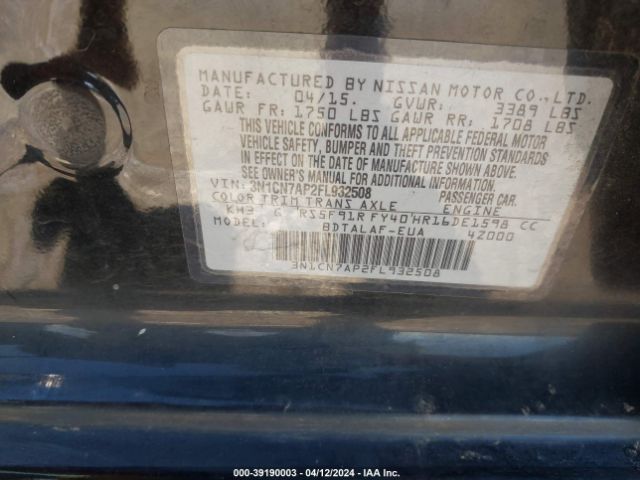 MANUFACTURED BY NISSAN MOTOR CO.,LTD.
DATE: 04/15. GVWR: 3389 LBS
GAWR FR: 1750 LBS GAWR RR: 1708 LBS
THIS VEHICLE CONFORMS TO ALL APPLICABLE FEDERAL MOTOR
VEHICLE SAFETY, BUMPER AND THEFT PREVENTION STANDARDS
IN EFFECT ON THE DATE OF MANUFACTURE SHOWN ABOVE.
SEE OWNER'S MANUAL FOR ADDITIONAL INFORMATION.
VIN: 3N1CN7AP2FL932508 PASSENGER CAR.
COLOR TRIM TRANS AXLE ENGINE
KH3 G RS5F91R FY40 HR16DE1598 CC
MODEL: BDTALAF-EUA 4Z000
3N1CN7AP2FL932508
000-39190003 - 04/12/2024 - IAA Inc. - Copyright